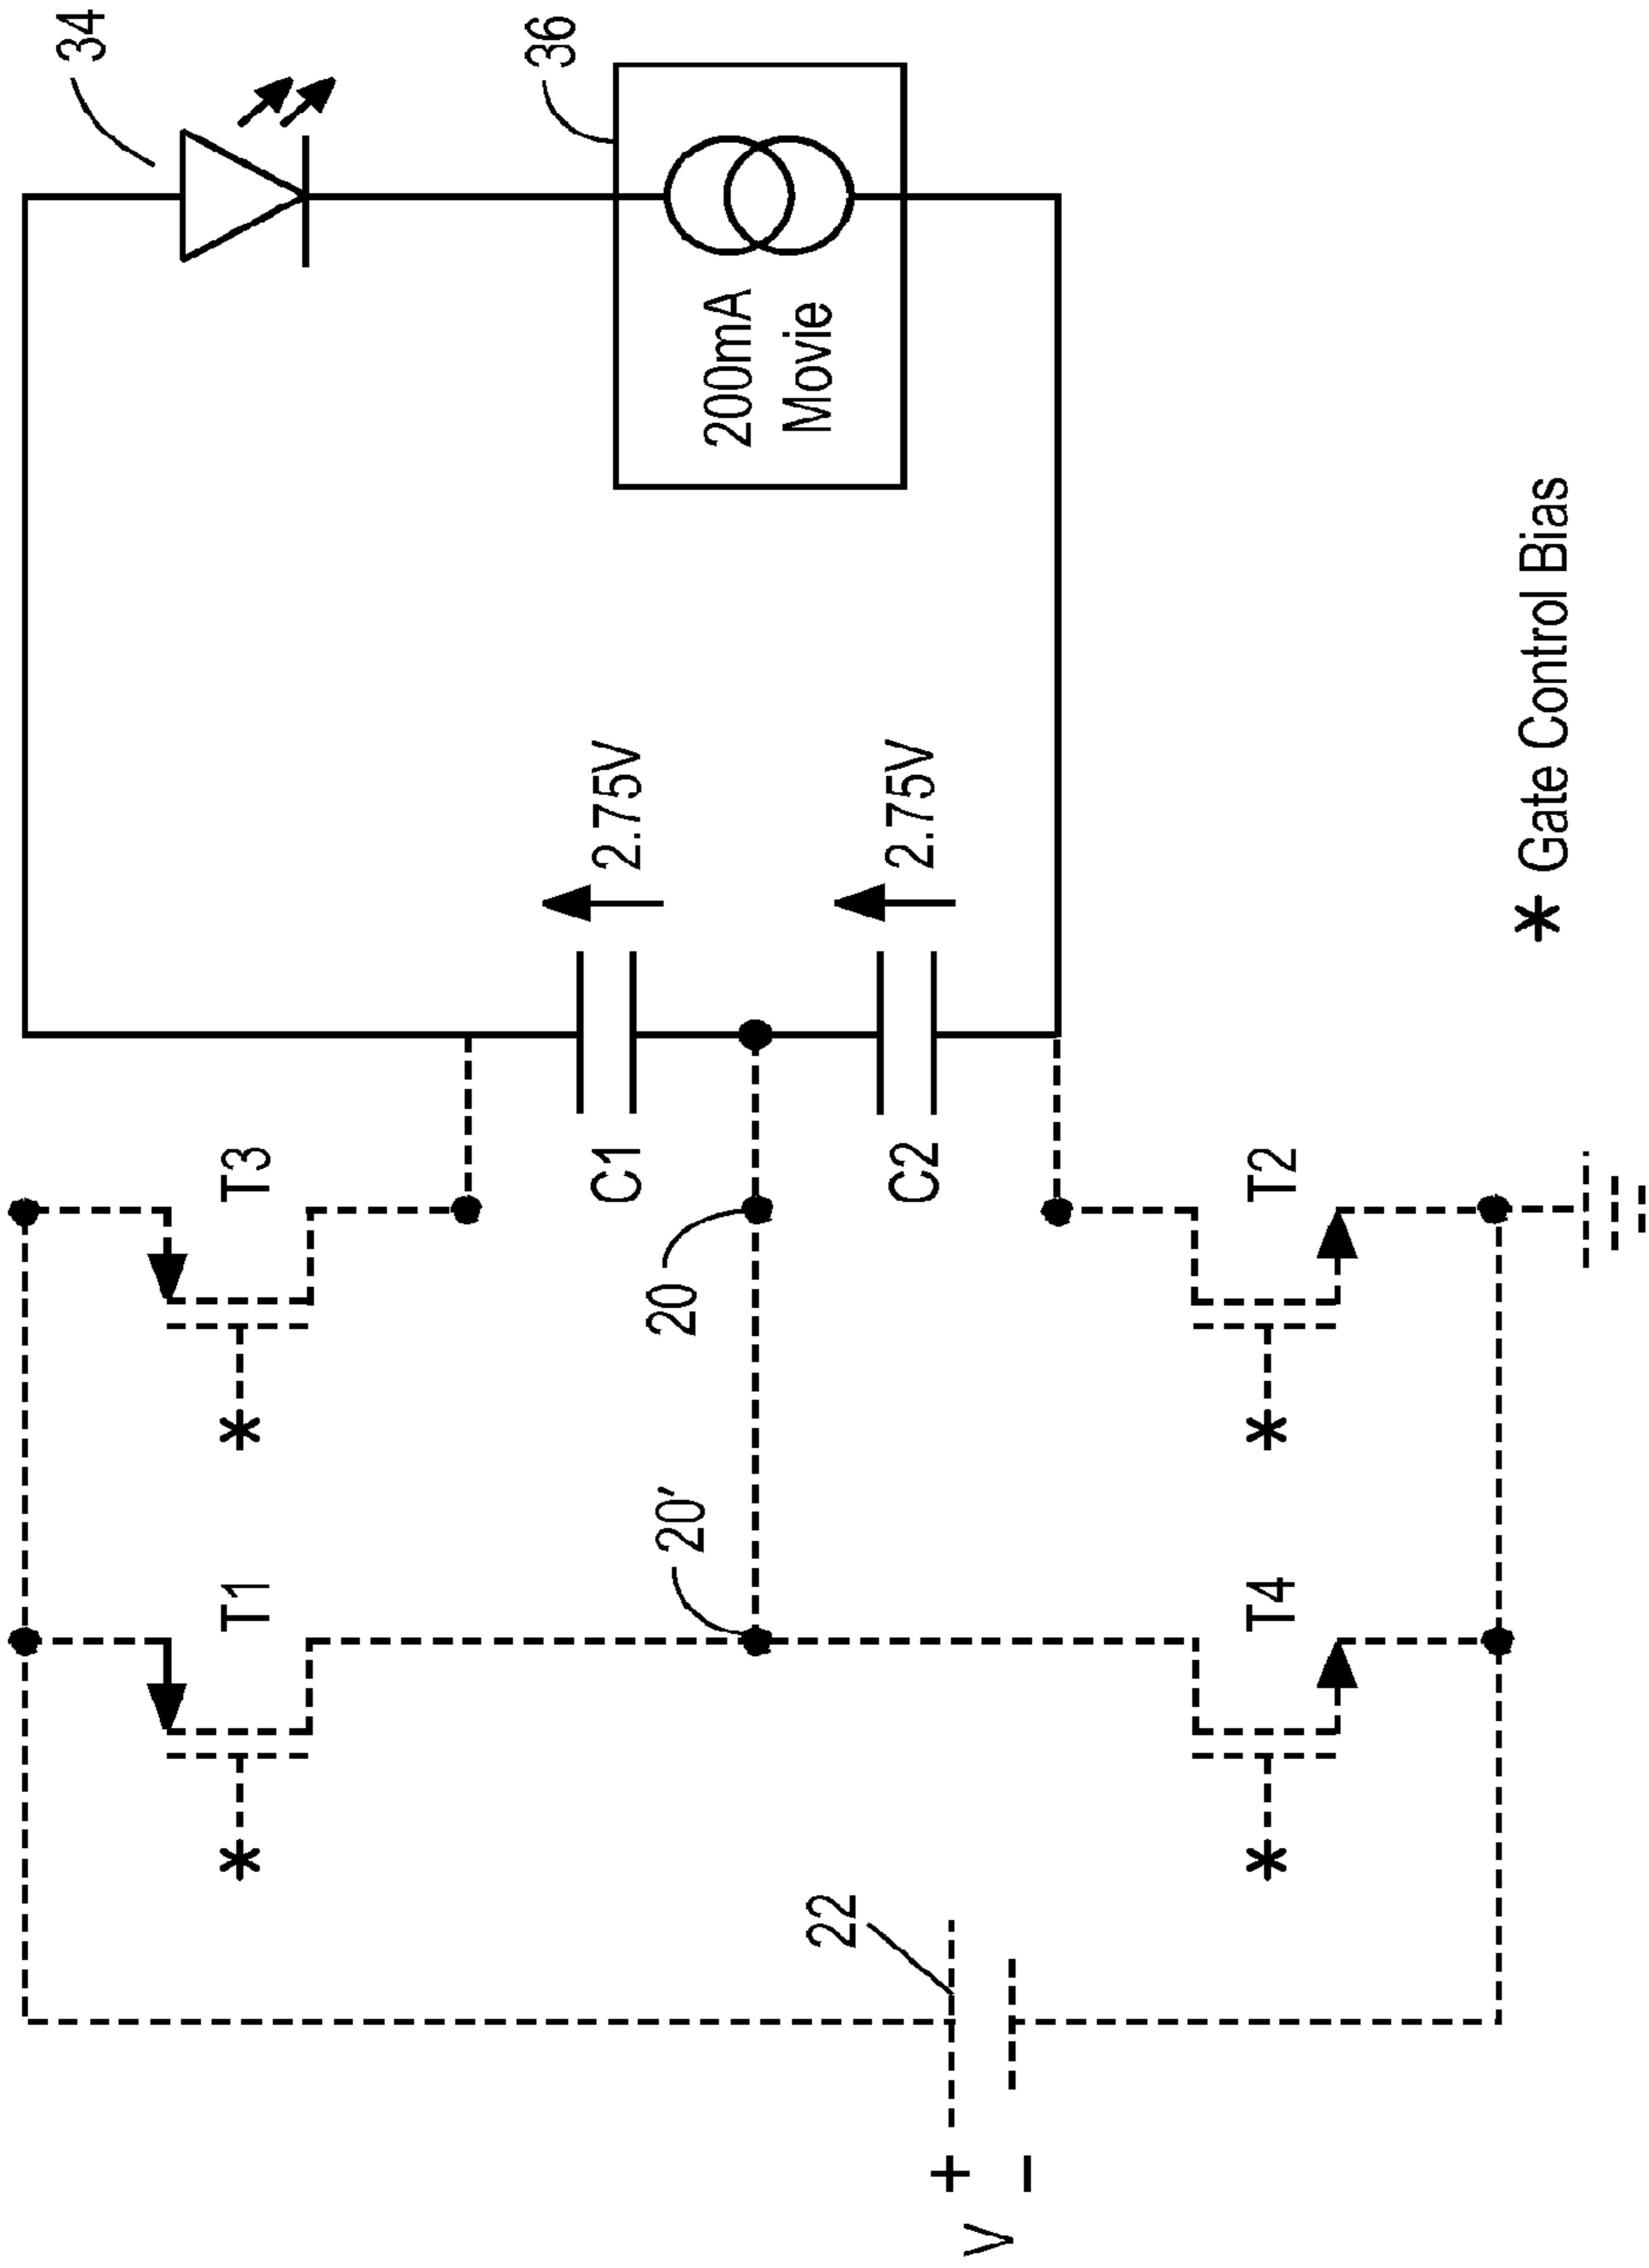 34
T1
T3
*
*
36
C1
2.75V
20'
20
200mA
Movie
22
C2
2.75V
+
V
−
T4
T2
*
*
* Gate Control Bias